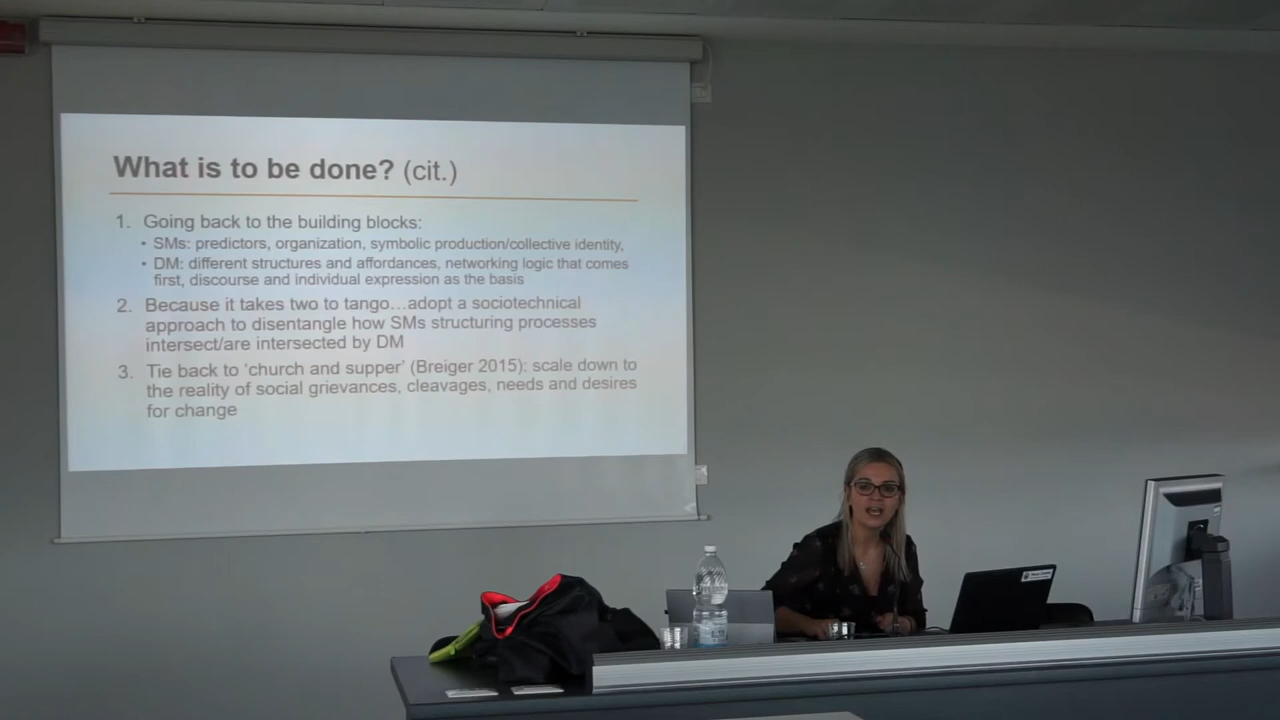 What is to be done? (cit.)
1. Going back to the building blocks:
• SMs: predictors, organization, symbolic production/collective identity,
• DM: different structures and affordances, networking logic that comes
first, discourse and individual expression as the basis
2. Because it takes two to tango…adopt a sociotechnical
approach to disentangle how SMs structuring processes
intersect/are intersected by DM
3. Tie back to ‘church and supper’ (Breiger 2015): scale down to
the reality of social grievances, cleavages, needs and desires
for change